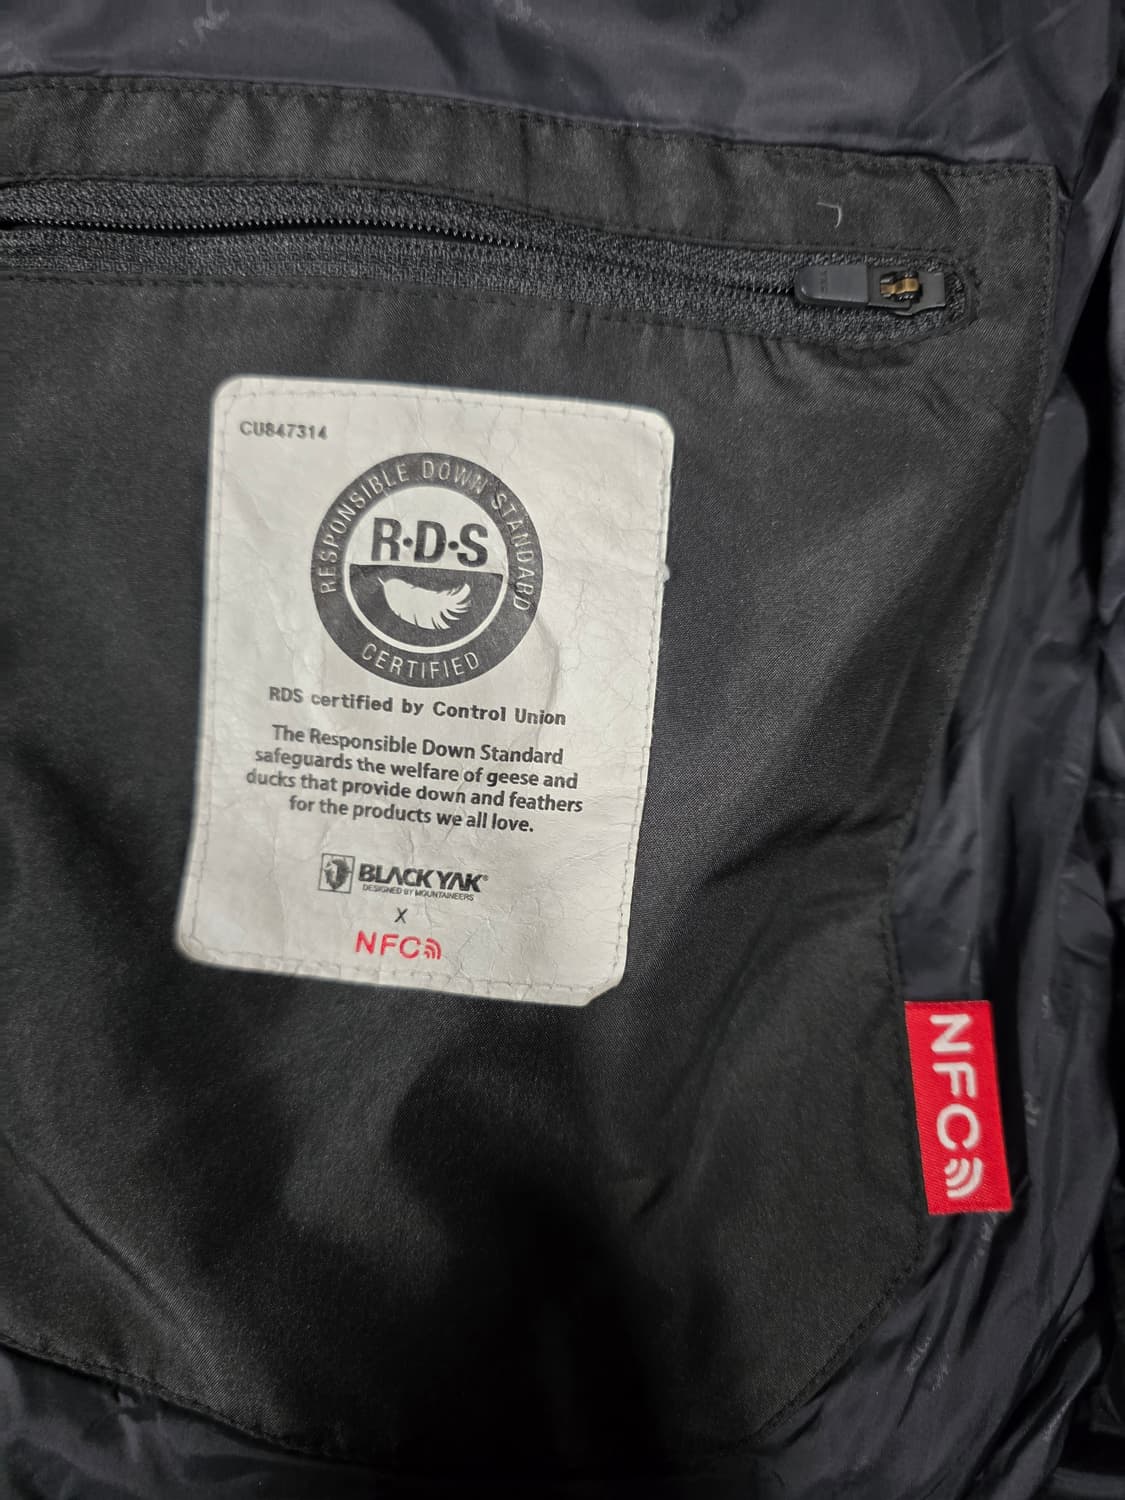 CU847314
RESPONSIBLE DOWN STANDARD
R·D·S
CERTIFIED
RDS certified by Control Union
The Responsible Down Standard
safeguards the welfare of geese and
ducks that provide down and feathers
for the products we all love.
BLACKYAK®
DESIGNED BY MOUNTAINEERS
X
NFC
NFC